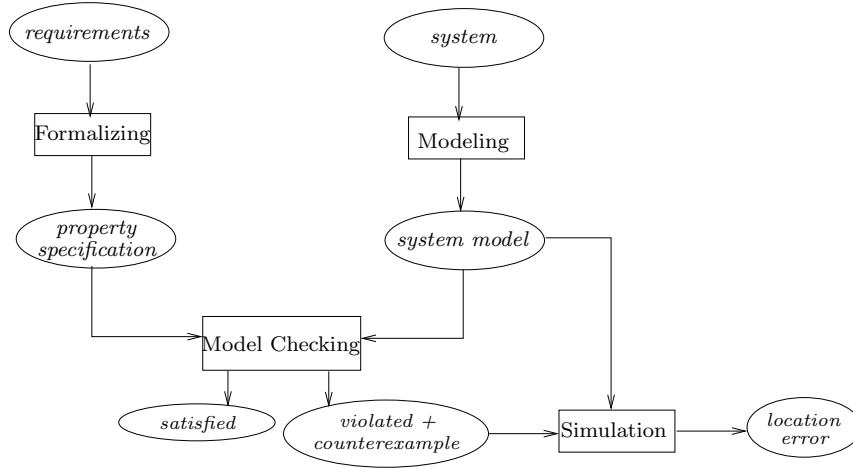 requirements
system
Formalizing
Modeling
property
specification
system model
Model Checking
satisfied
violated +
counterexample
Simulation
location
error